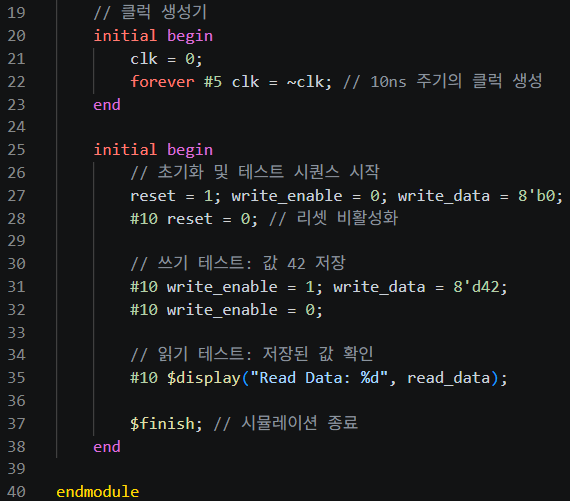 19 // 클럭 생성기
20 initial begin
21 clk = 0;
22 forever #5 clk = ~clk; // 10ns 주기의 클럭 생성
23 end
24
25 initial begin
26 // 초기화 및 테스트 시퀀스 시작
27 reset = 1; write_enable = 0; write_data = 8'b0;
28 #10 reset = 0; // 리셋 비활성화
29
30 // 쓰기 테스트: 값 42 저장
31 #10 write_enable = 1; write_data = 8'd42;
32 #10 write_enable = 0;
33
34 // 읽기 테스트: 저장된 값 확인
35 #10 $display("Read Data: %d", read_data);
36
37 $finish; // 시뮬레이션 종료
38 end
39
40 endmodule